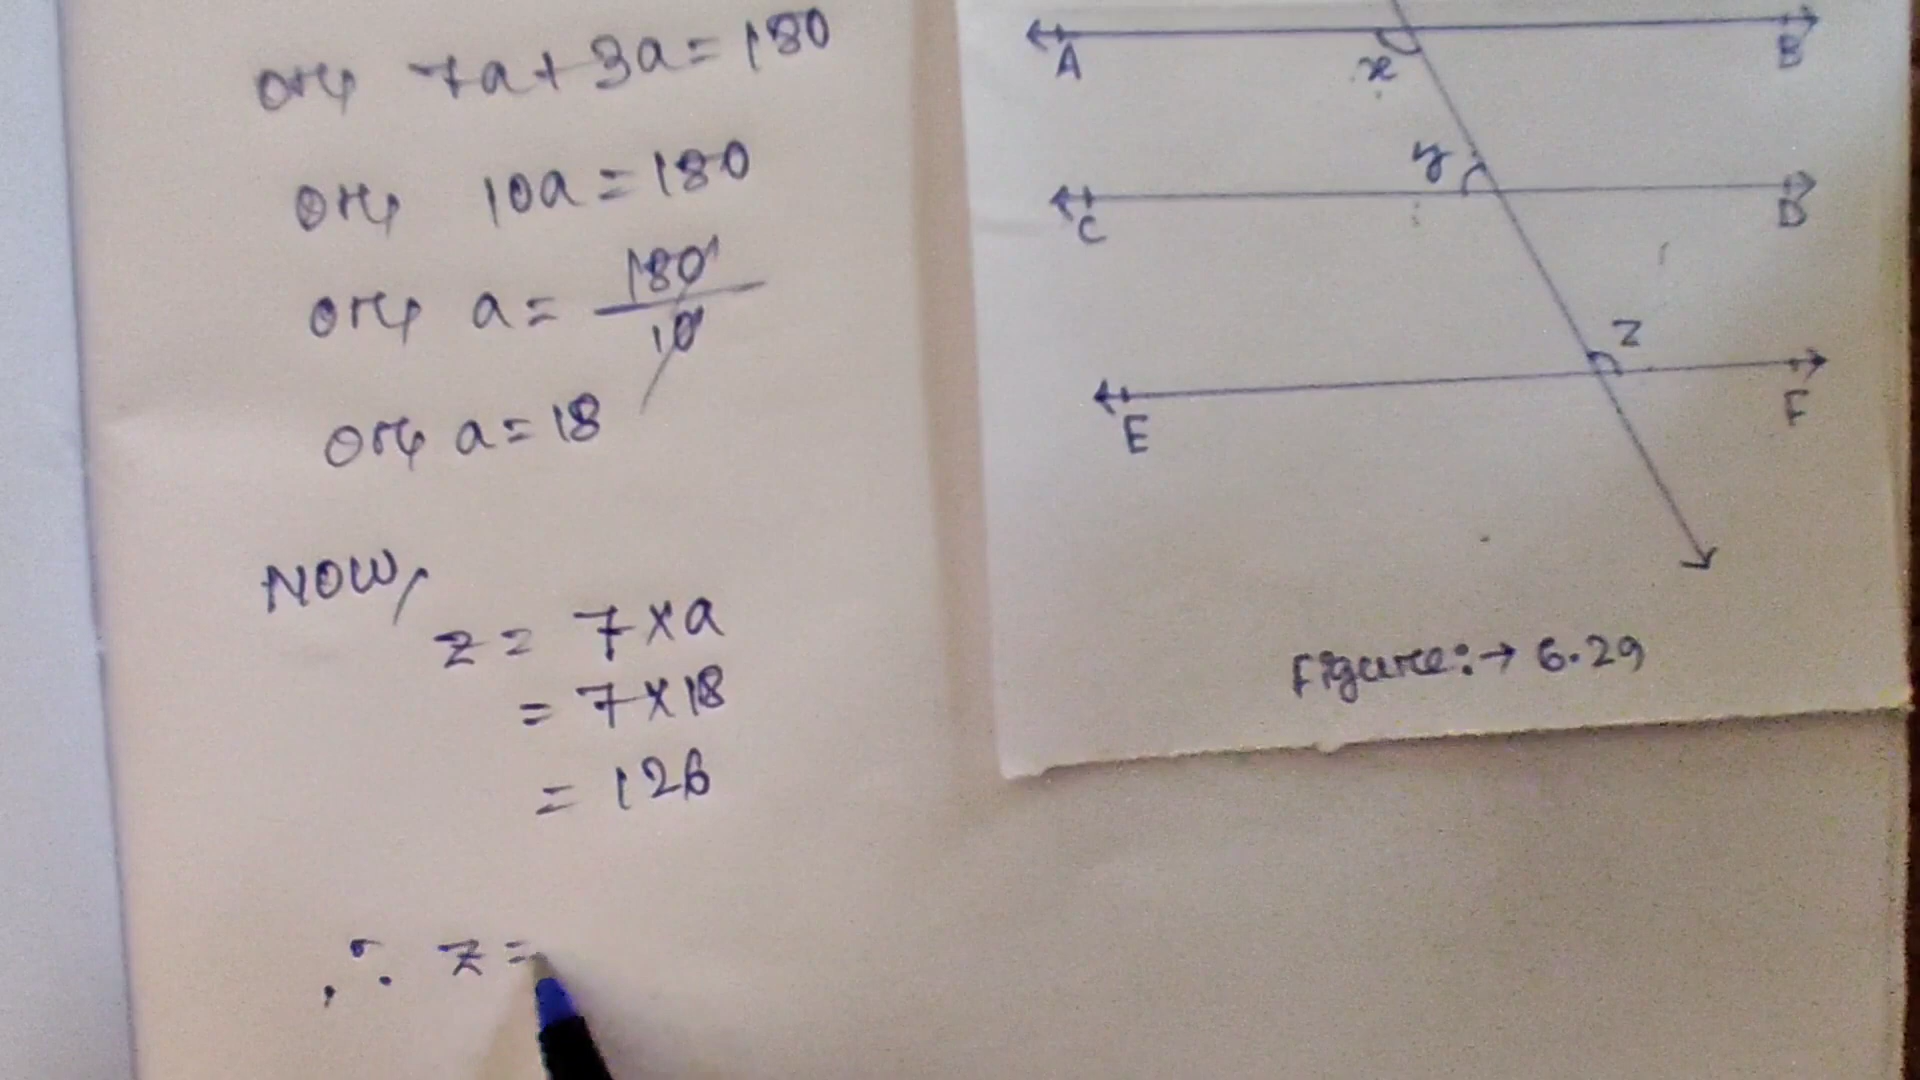 or, 7a+3a=180
or, 10a=180
or, a= 180/10
or, a=18
NOW,
z= 7×a
= 7×18
= 126
∴ z=
A B
x
y
C D
z
E F
Figure:→ 6.29